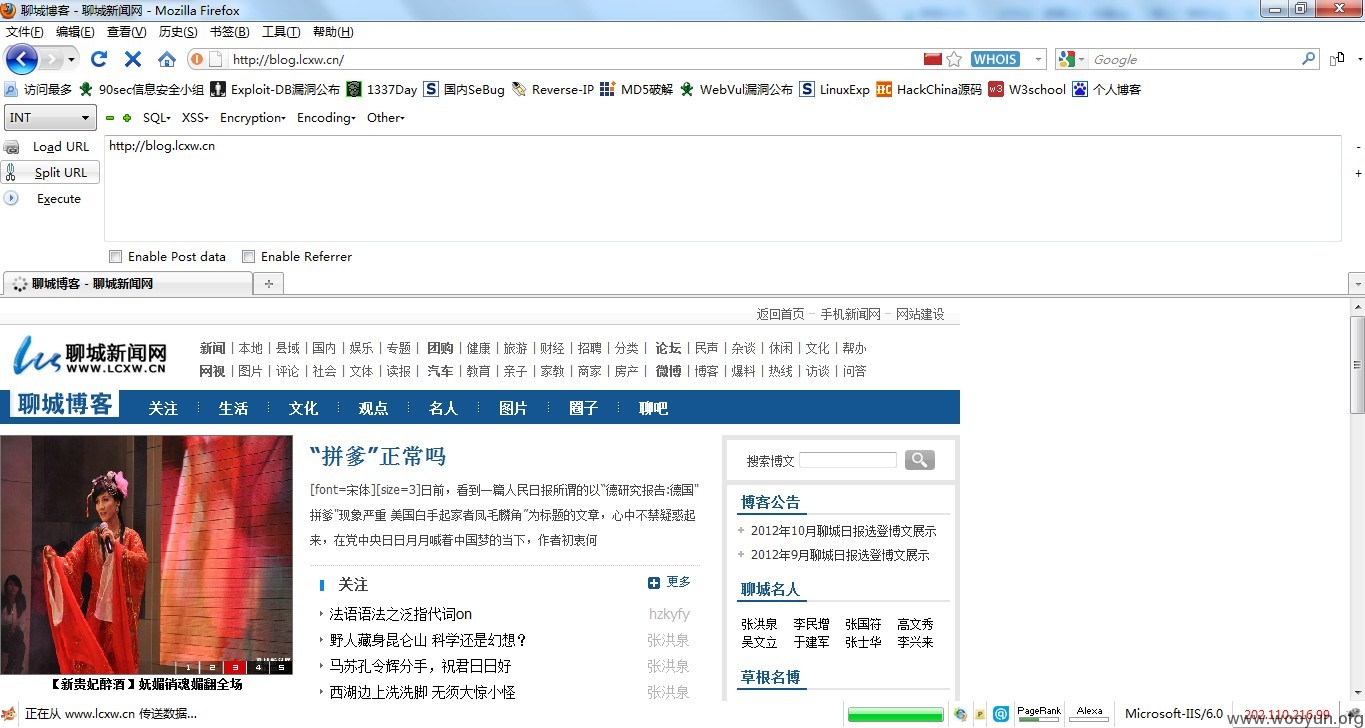 聊城博客 - 聊城新闻网 - Mozilla Firefox
文件(F) 编辑(E) 查看(V) 历史(S) 书签(B) 工具(T) 帮助(H)
http://blog.lcxw.cn/ WHOIS Google
访问最多 90sec信息安全小组 Exploit-DB漏洞公布 1337Day 国内SeBug Reverse-IP MD5破解 WebVul漏洞公布 LinuxExp HackChina源码 W3school 个人博客
INT SQL XSS Encryption Encoding Other
Load URL http://blog.lcxw.cn
Split URL
Execute
Enable Post data Enable Referrer
聊城博客 - 聊城新闻网
返回首页 - 手机新闻网 - 网站建设
聊城新闻网
WWW.LCXW.CN
新闻 | 本地 | 县域 | 国内 | 娱乐 | 专题 | 团购 | 健康 | 旅游 | 财经 | 招聘 | 分类 | 论坛 | 民声 | 杂谈 | 休闲 | 文化 | 帮办
网视 | 图片 | 评论 | 社会 | 文体 | 读报 | 汽车 | 教育 | 亲子 | 家教 | 商家 | 房产 | 微博 | 博客 | 爆料 | 热线 | 访谈 | 问答
聊城博客 关注 生活 文化 观点 名人 图片 圈子 聊吧
1 2 3 4 5
【新贵妃醉酒】妩媚销魂媚翻全场
“拼爹”正常吗
[font=宋体][size=3]日前，看到一篇人民日报所谓的以“德研究报告:德国"
拼爹"现象严重 美国白手起家者凤毛麟角”为标题的文章，心中不禁疑惑起
来，在党中央日日月月喊着中国梦的当下，作者初衷何
关注 更多
法语语法之泛指代词on hzkyfy
野人藏身昆仑山 科学还是幻想？ 张洪泉
马苏孔令辉分手，祝君日日好 张洪泉
西湖边上洗洗脚 无须大惊小怪 张洪泉
搜索博文
博客公告
2012年10月聊城日报选登博文展示
2012年9月聊城日报选登博文展示
聊城名人
张洪泉 李民增 张国符 高文秀
吴文立 于建军 张士华 李兴来
草根名博
正在从 www.lcxw.cn 传送数据...
PageRank Alexa Microsoft-IIS/6.0 202.110.216.99
www.wooyun.org